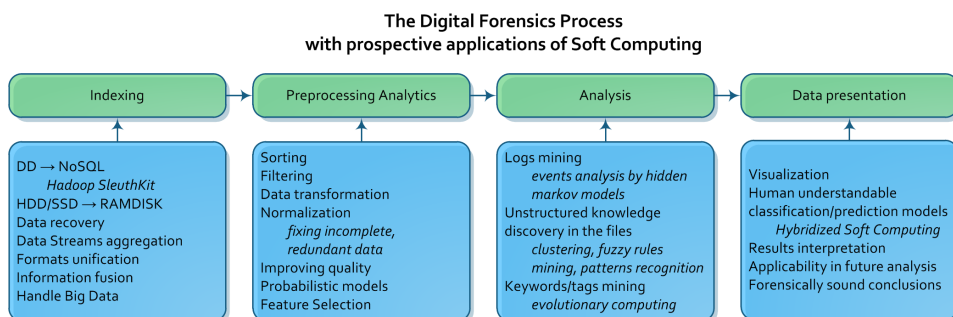 The Digital Forensics Process
with prospective applications of Soft Computing
Indexing
Preprocessing Analytics
Analysis
Data presentation
DD → NoSQL
Hadoop SleuthKit
HDD/SSD → RAMDISK
Data recovery
Data Streams aggregation
Formats unification
Information fusion
Handle Big Data
Sorting
Filtering
Data transformation
Normalization
fixing incomplete,
redundant data
Improving quality
Probabilistic models
Feature Selection
Logs mining
events analysis by hidden
markov models
Unstructured knowledge
discovery in the files
clustering, fuzzy rules
mining, patterns recognition
Keywords/tags mining
evolutionary computing
Visualization
Human understandable
classification/prediction models
Hybridized Soft Computing
Results interpretation
Applicability in future analysis
Forensically sound conclusions